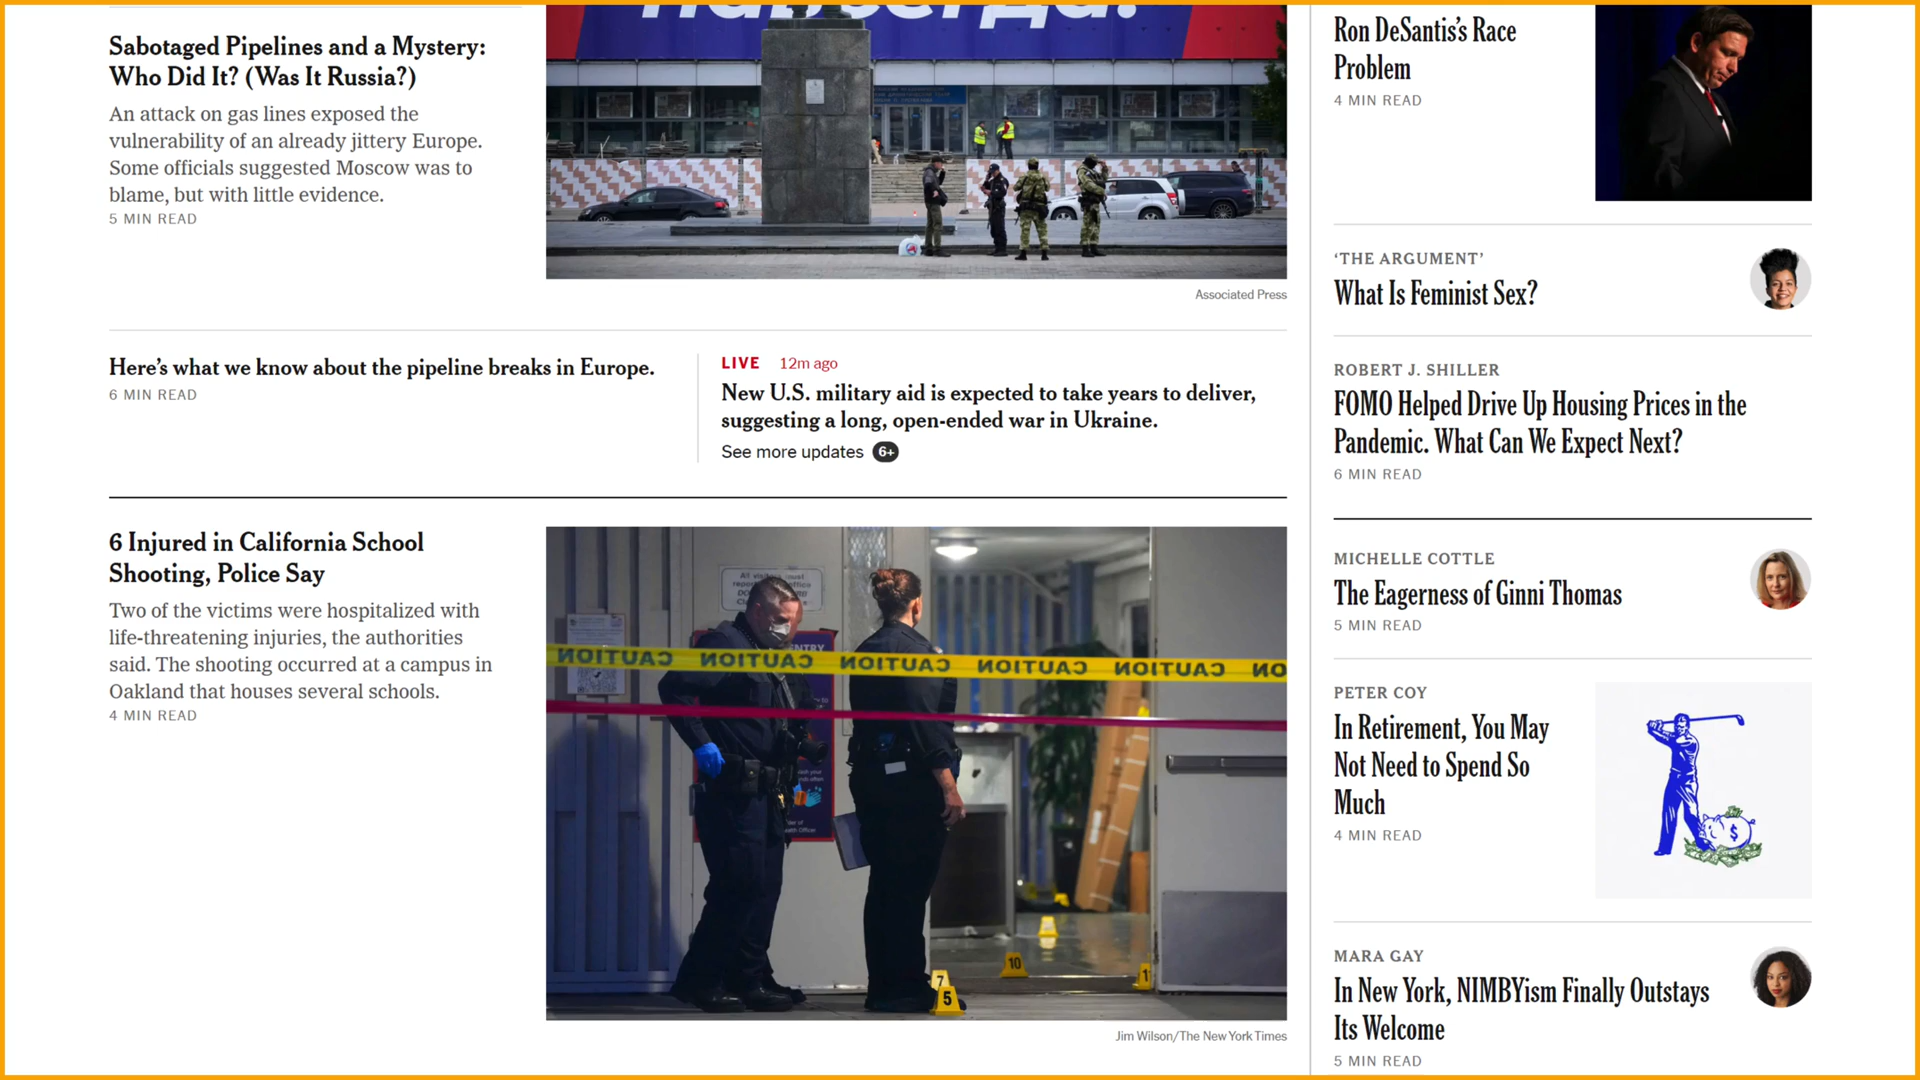 навсегда!
Sabotaged Pipelines and a Mystery:
Who Did It? (Was It Russia?)
An attack on gas lines exposed the
vulnerability of an already jittery Europe.
Some officials suggested Moscow was to
blame, but with little evidence.
5 MIN READ
Associated Press
Here’s what we know about the pipeline breaks in Europe.
6 MIN READ
LIVE 12m ago
New U.S. military aid is expected to take years to deliver,
suggesting a long, open-ended war in Ukraine.
See more updates 6+
6 Injured in California School
Shooting, Police Say
Two of the victims were hospitalized with
life-threatening injuries, the authorities
said. The shooting occurred at a campus in
Oakland that houses several schools.
4 MIN READ
All visitors must
CAUTION CAUTION CAUTION CAUTION CAUTION
7
5
10
Jim Wilson/The New York Times
Ron DeSantis’s Race
Problem
4 MIN READ
‘THE ARGUMENT’
What Is Feminist Sex?
ROBERT J. SHILLER
FOMO Helped Drive Up Housing Prices in the
Pandemic. What Can We Expect Next?
6 MIN READ
MICHELLE COTTLE
The Eagerness of Ginni Thomas
5 MIN READ
PETER COY
In Retirement, You May
Not Need to Spend So
Much
4 MIN READ
$
MARA GAY
In New York, NIMBYism Finally Outstays
Its Welcome
5 MIN READ